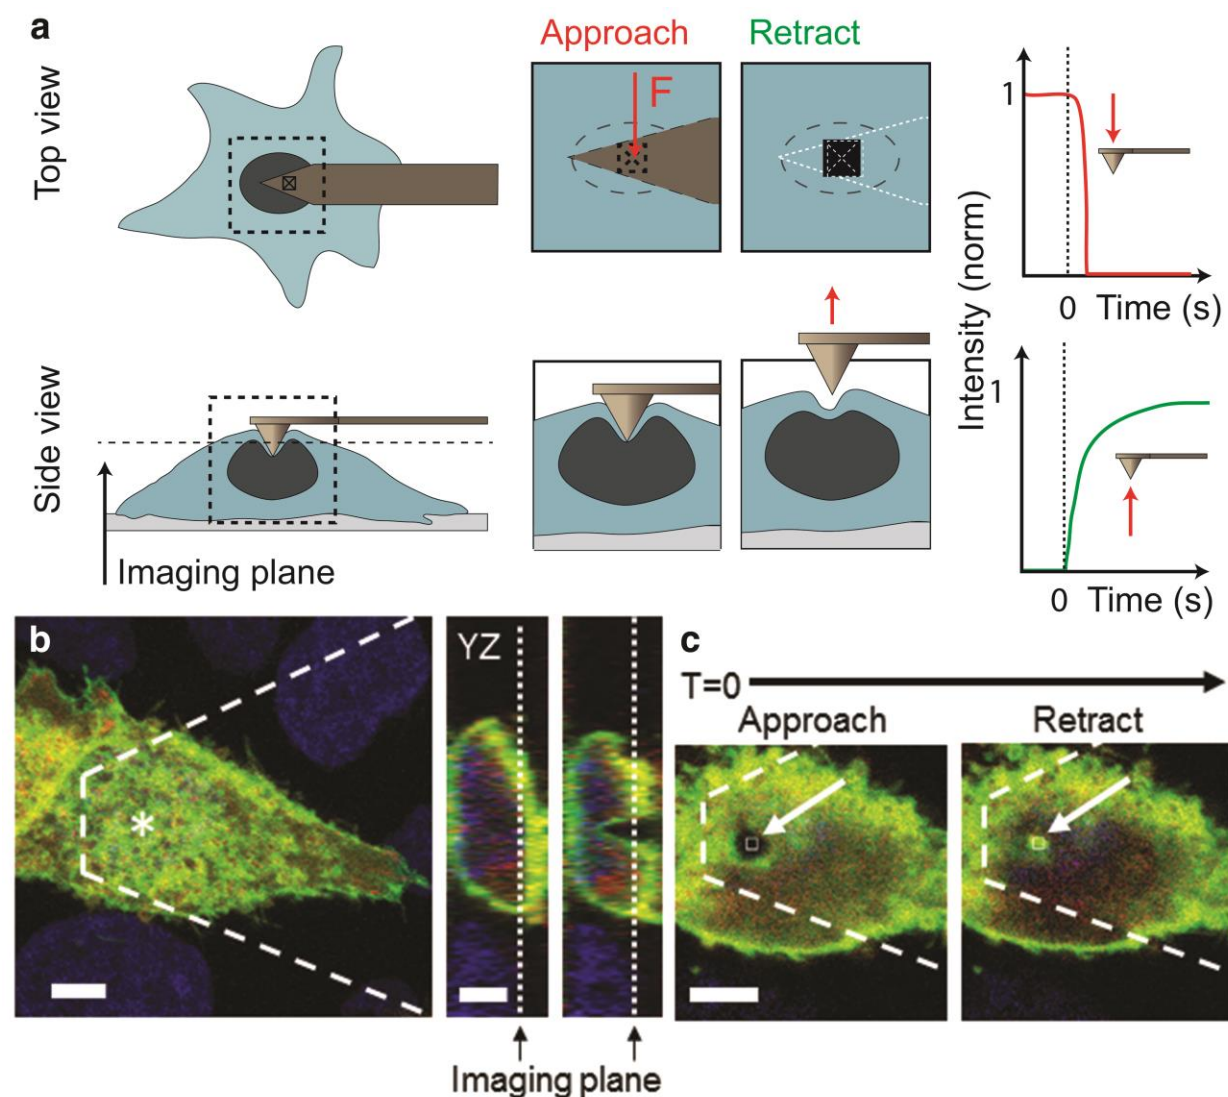 a
Top view
Approach
Retract
F
1
0
Time (s)
Intensity (norm)
Side view
Imaging plane
1
0
Time (s)
b
YZ
Imaging plane
c
T=0
Approach
Retract